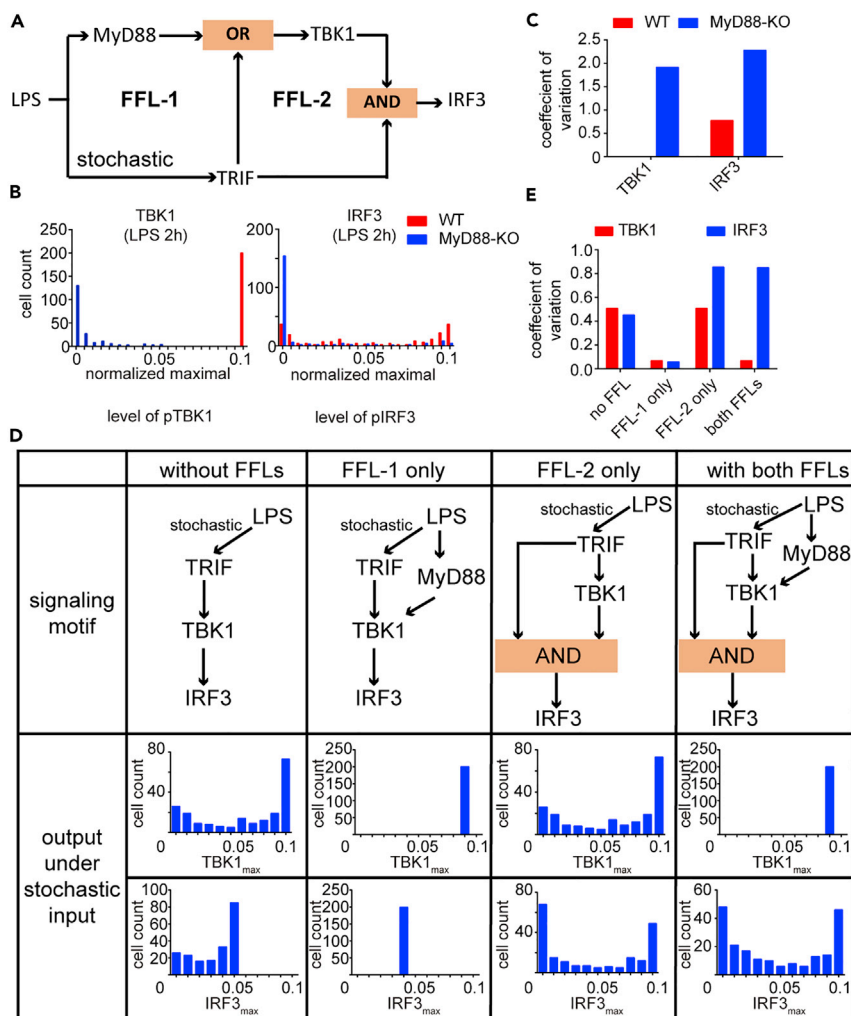 A
MyD88 OR TBK1
LPS FFL-1 FFL-2 AND IRF3
stochastic
TRIF
B
TBK1
(LPS 2h)
IRF3
(LPS 2h)
WT
MyD88-KO
cell count
250
200
150
100
50
0
0 0.05 0.1
normalized maximal
level of pTBK1
200
100
0
0 0.05 0.1
normalized maximal
level of pIRF3
C
WT MyD88-KO
coeffecient of
variation
2.5
2.0
1.5
1.0
0.5
0
TBK1 IRF3
E
TBK1 IRF3
coefficient of
variation
1.0
0.8
0.6
0.4
0.2
0
no FFL FFL-1 only FFL-2 only both FFLs
D
without FFLs FFL-1 only FFL-2 only with both FFLs
signaling
motif
stochastic LPS
TRIF
TBK1
IRF3
stochastic LPS
TRIF
MyD88
TBK1
IRF3
LPS
stochastic
TRIF
TBK1
AND
IRF3
stochastic LPS
TRIF
MyD88
TBK1
AND
IRF3
output
under
stochastic
input
cell count
80
40
0 0.05 0.1
TBK1max
cell count
250
200
150
100
50
0 0.05 0.1
TBK1max
cell count
80
40
0 0.05 0.1
TBK1max
cell count
250
200
150
100
50
0 0.05 0.1
TBK1max
cell count
100
80
60
40
20
0 0.05 0.1
IRF3max
cell count
250
200
150
100
50
0 0.05 0.1
IRF3max
cell count
80
40
0 0.05 0.1
IRF3max
cell count
60
40
20
0 0.05 0.1
IRF3max